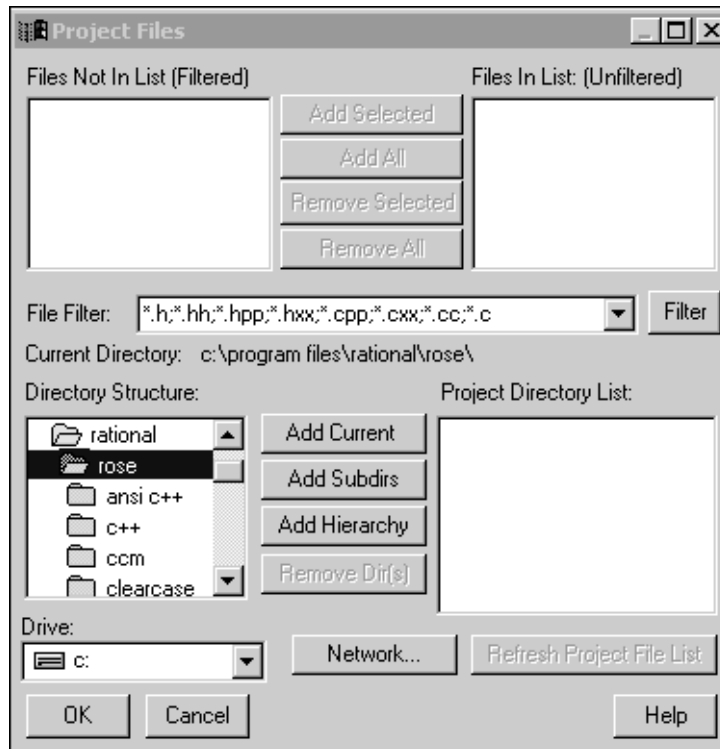 Project Files
Files Not In List (Filtered)
Files In List: (Unfiltered)
Add Selected
Add All
Remove Selected
Remove All
File Filter:
*.h;*.hh;*.hpp;*.hxx;*.cpp;*.cxx;*.cc;*.c
Filter
Current Directory: c:\program files\rational\rose\
Directory Structure:
Project Directory List:
rational
rose
ansi c++
c++
ccm
clearcase
Add Current
Add Subdirs
Add Hierarchy
Remove Dir(s)
Drive:
c:
Network...
Refresh Project File List
OK
Cancel
Help